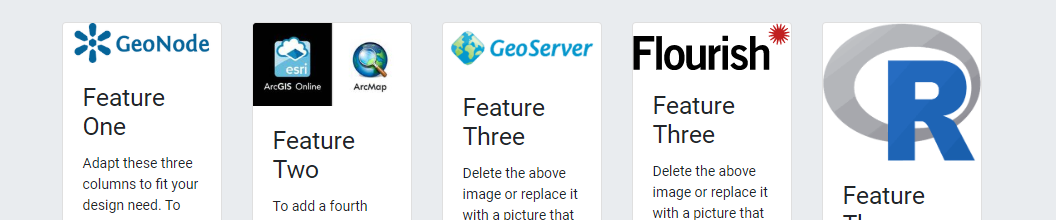 GeoNode
Feature
One
Adapt these three
columns to fit your
design need. To
esri
ArcGIS Online
ArcMap
Feature
Two
To add a fourth
GeoServer
Feature
Three
Delete the above
image or replace it
with a picture that
Flourish
Feature
Three
Delete the above
image or replace it
with a picture that
R
Feature